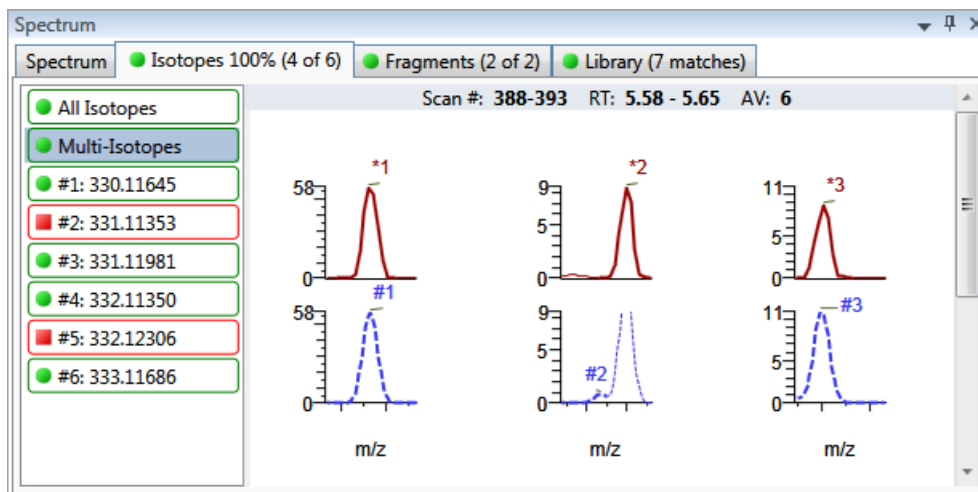 Spectrum
Spectrum Isotopes 100% (4 of 6) Fragments (2 of 2) Library (7 matches)
All Isotopes
Multi-Isotopes
#1: 330.11645
#2: 331.11353
#3: 331.11981
#4: 332.11350
#5: 332.12306
#6: 333.11686
Scan #: 388-393 RT: 5.58 - 5.65 AV: 6
*1 *2 *3
58 9 11
5 5
0 0 0
#1 #2 #3
58 9 11
5 5
0 0 0
m/z m/z m/z